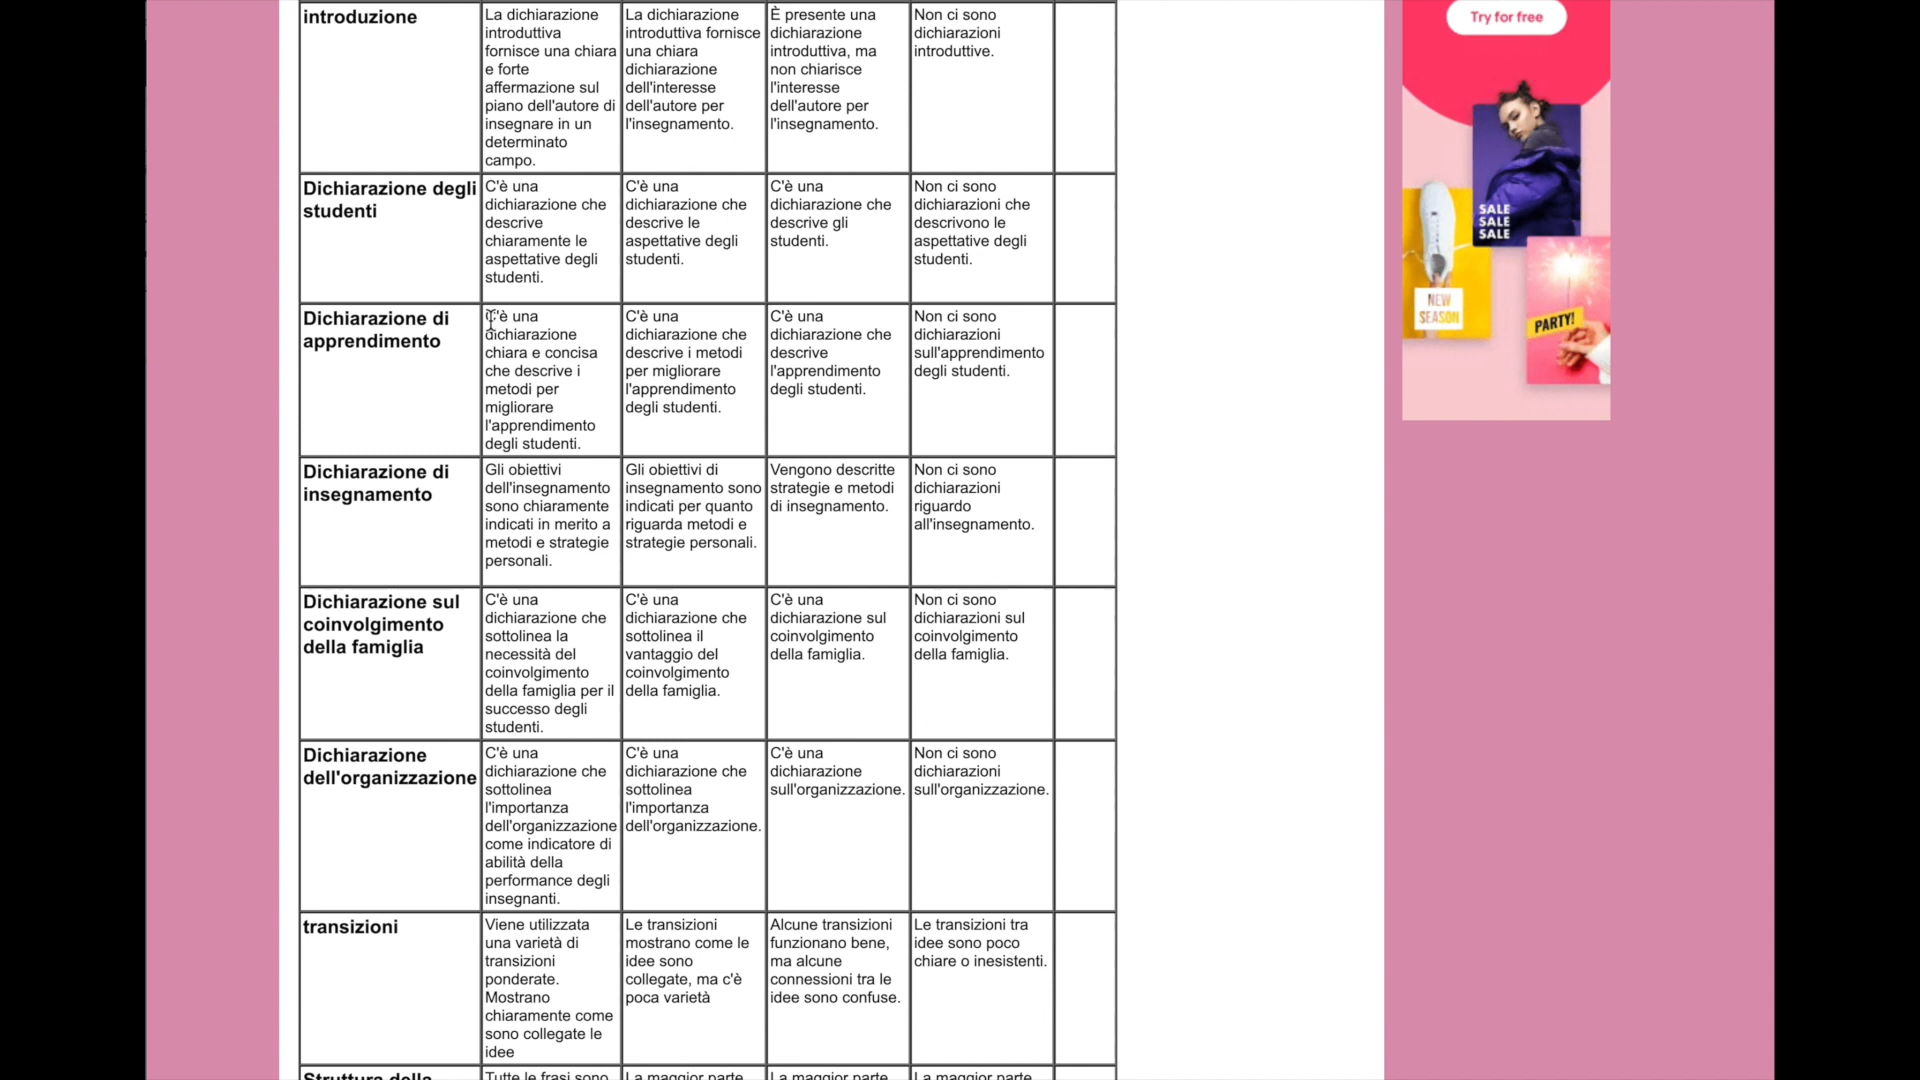 introduzione
La dichiarazione
introduttiva
fornisce una chiara
e forte
affermazione sul
piano dell'autore di
insegnare in un
determinato
campo.
La dichiarazione
introduttiva fornisce
una chiara
dichiarazione
dell'interesse
dell'autore per
l'insegnamento.
È presente una
dichiarazione
introduttiva, ma
non chiarisce
l'interesse
dell'autore per
l'insegnamento.
Non ci sono
dichiarazioni
introduttive.
Dichiarazione degli
studenti
C'è una
dichiarazione che
descrive
chiaramente le
aspettative degli
studenti.
C'è una
dichiarazione che
descrive le
aspettative degli
studenti.
C'è una
dichiarazione che
descrive gli
studenti.
Non ci sono
dichiarazioni che
descrivono le
aspettative degli
studenti.
Dichiarazione di
apprendimento
C'è una
dichiarazione
chiara e concisa
che descrive i
metodi per
migliorare
l'apprendimento
degli studenti.
C'è una
dichiarazione che
descrive i metodi
per migliorare
l'apprendimento
degli studenti.
C'è una
dichiarazione che
descrive
l'apprendimento
degli studenti.
Non ci sono
dichiarazioni
sull'apprendimento
degli studenti.
Dichiarazione di
insegnamento
Gli obiettivi
dell'insegnamento
sono chiaramente
indicati in merito a
metodi e strategie
personali.
Gli obiettivi di
insegnamento sono
indicati per quanto
riguarda metodi e
strategie personali.
Vengono descritte
strategie e metodi
di insegnamento.
Non ci sono
dichiarazioni
riguardo
all'insegnamento.
Dichiarazione sul
coinvolgimento
della famiglia
C'è una
dichiarazione che
sottolinea la
necessità del
coinvolgimento
della famiglia per il
successo degli
studenti.
C'è una
dichiarazione che
sottolinea il
vantaggio del
coinvolgimento
della famiglia.
C'è una
dichiarazione sul
coinvolgimento
della famiglia.
Non ci sono
dichiarazioni sul
coinvolgimento
della famiglia.
Dichiarazione
dell'organizzazione
C'è una
dichiarazione che
sottolinea
l'importanza
dell'organizzazione
come indicatore di
abilità della
performance degli
insegnanti.
C'è una
dichiarazione che
sottolinea
l'importanza
dell'organizzazione.
C'è una
dichiarazione
sull'organizzazione.
Non ci sono
dichiarazioni
sull'organizzazione.
transizioni
Viene utilizzata
una varietà di
transizioni
ponderate.
Mostrano
chiaramente come
sono collegate le
idee
Le transizioni
mostrano come le
idee sono
collegate, ma c'è
poca varietà
Alcune transizioni
funzionano bene,
ma alcune
connessioni tra le
idee sono confuse.
Le transizioni tra
idee sono poco
chiare o inesistenti.
Struttura della
Tutte le frasi sono
La maggior parte
La maggior parte
La maggior parte
Try for free
SALE
SALE
SALE
NEW
SEASON
PARTY!